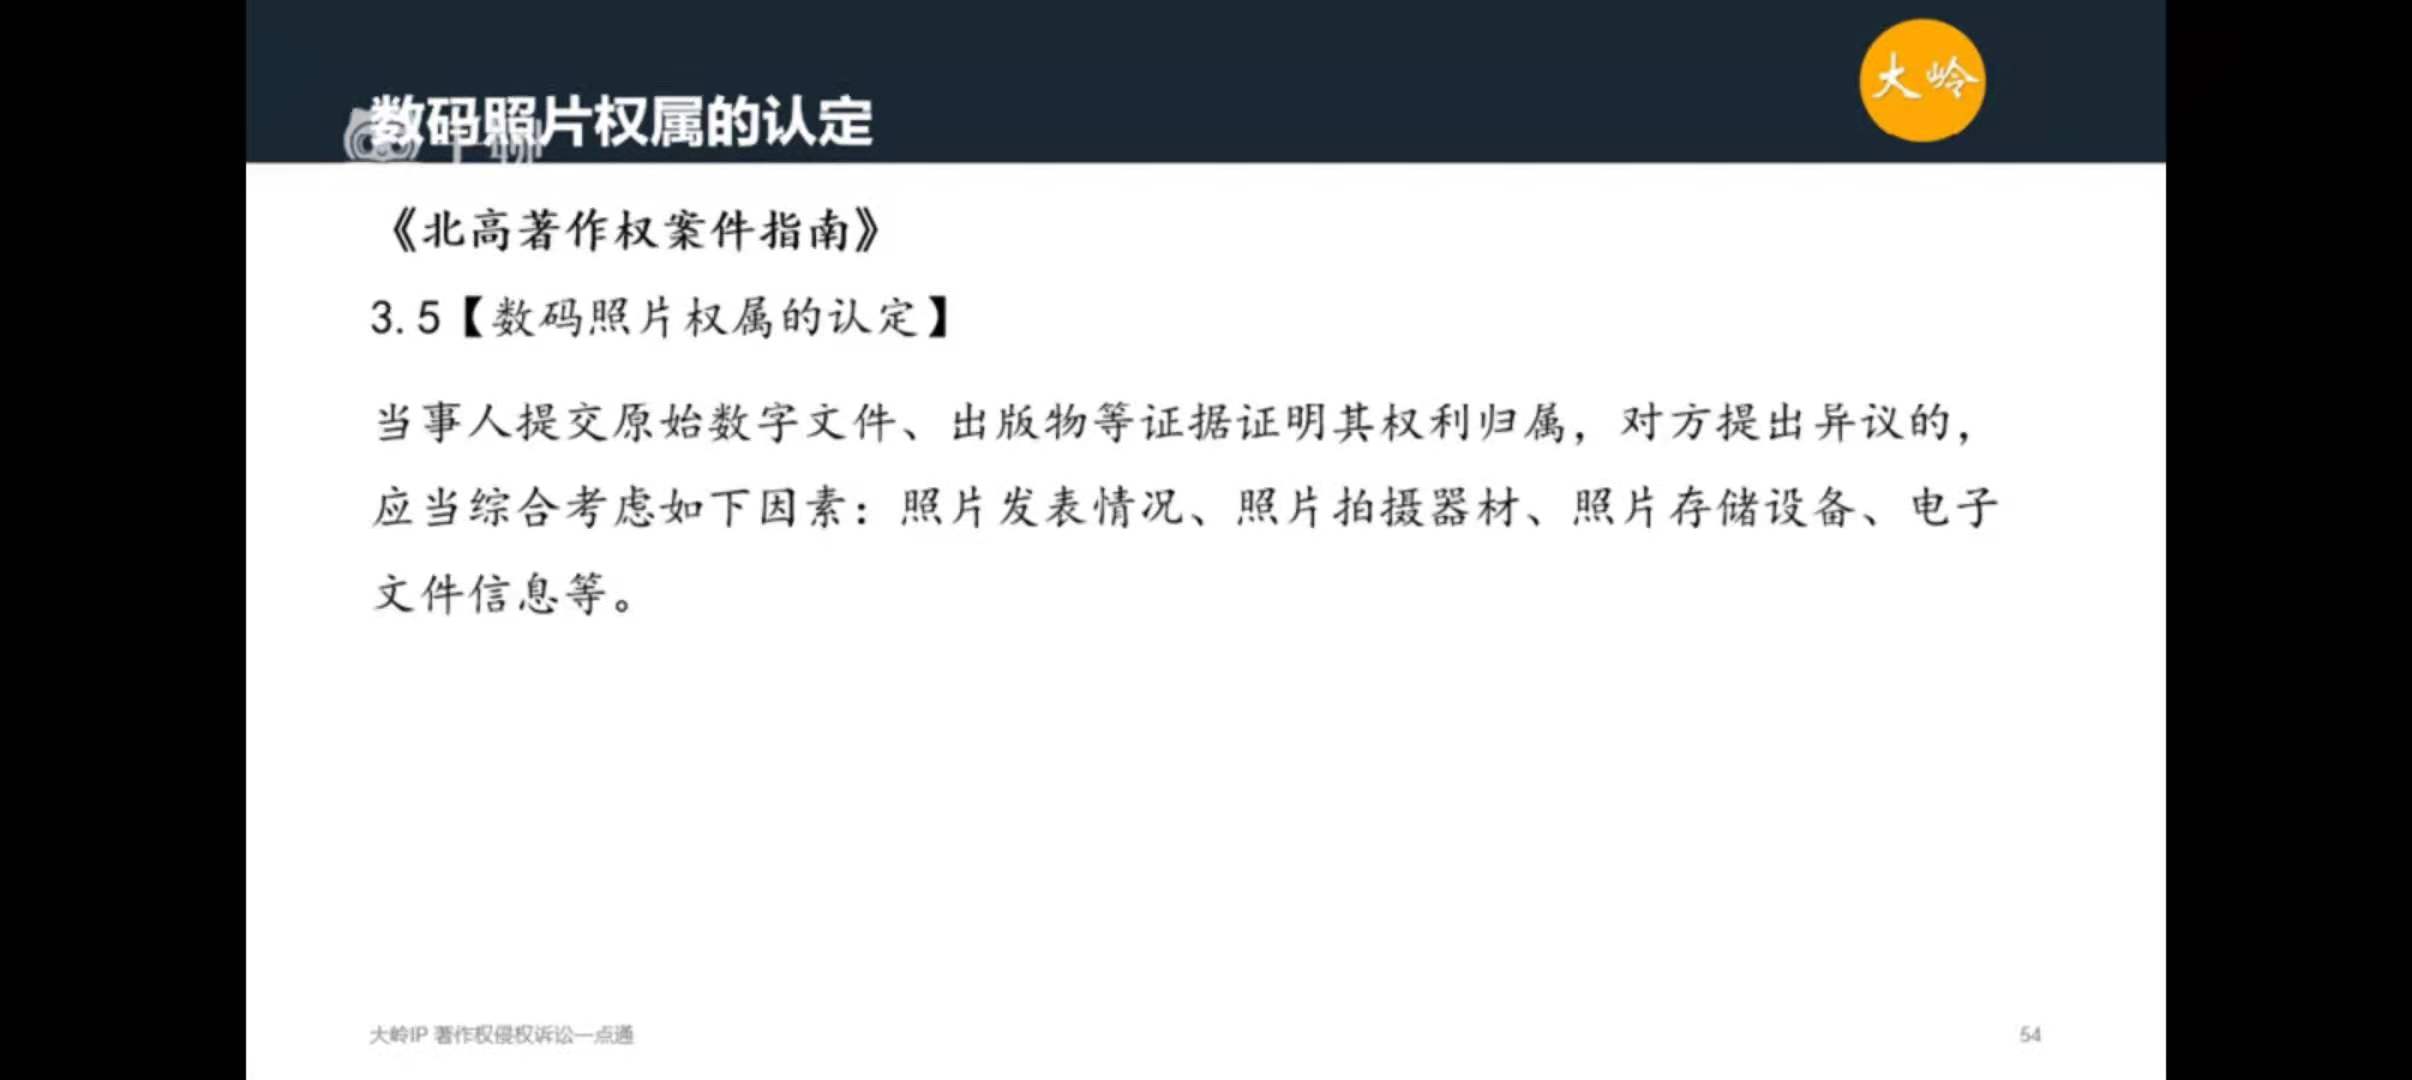 大岭
数码照片权属的认定
《北高著作权案件指南》
3.5【数码照片权属的认定】
当事人提交原始数字文件、出版物等证据证明其权利归属，对方提出异议的，
应当综合考虑如下因素：照片发表情况、照片拍摄器材、照片存储设备、电子
文件信息等。
大岭IP 著作权侵权诉讼一点通
54